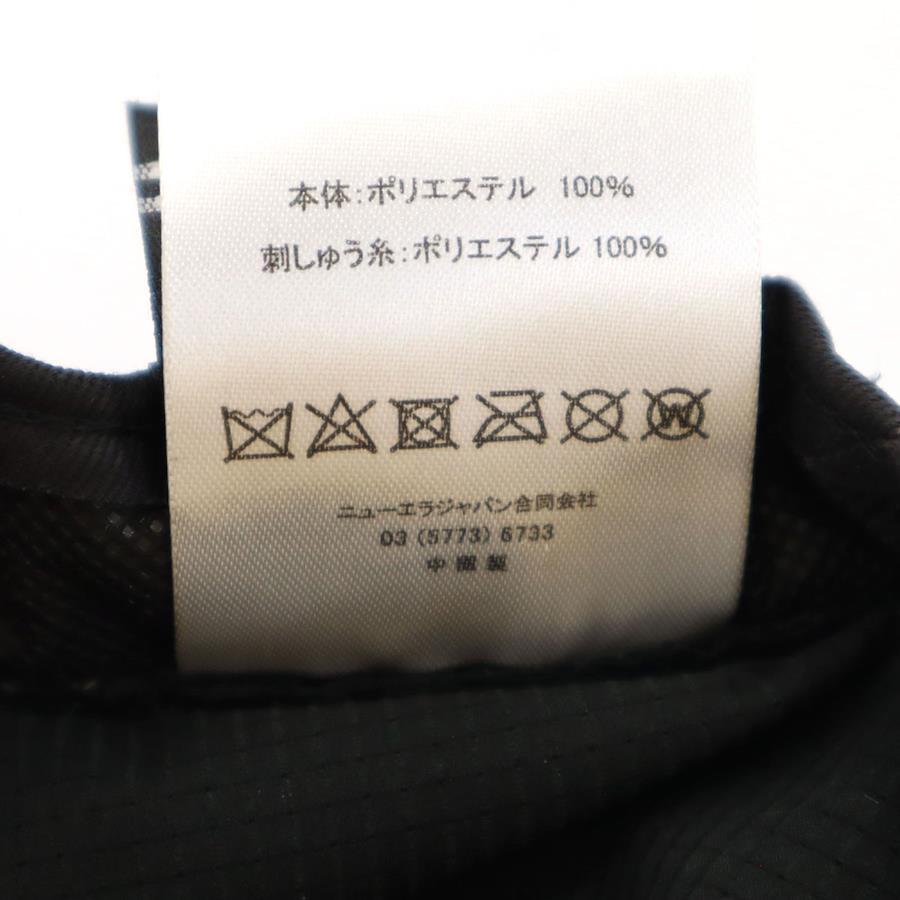 本体:ポリエステル 100%
刺しゅう糸:ポリエステル 100%
ニューエラジャパン合同会社
03 (5773) 6733
中国製